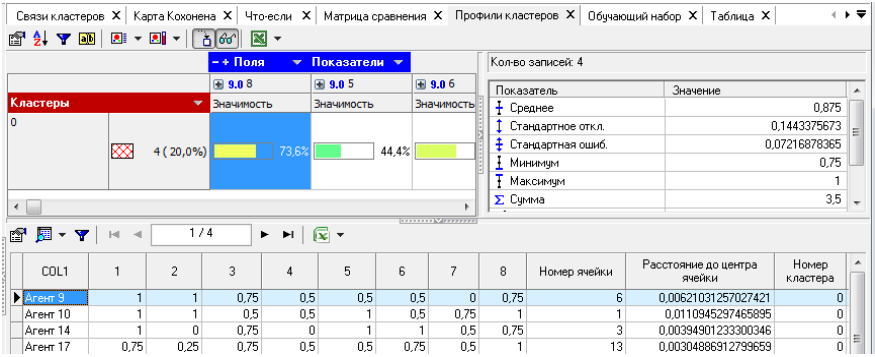 Связи кластеров X Карта Кохонена X Что-если X Матрица сравнения X Профили кластеров X Обучающий набор X Таблица X
− + Поля Показатели
9.0 8 9.0 5 9.0 6
Кластеры Значимость Значимость Значимость
0
4 ( 20,0%) 73,6% 44,4%
Кол-во записей: 4
Показатель Значение
Среднее 0,875
Стандартное откл. 0,1443375673
Стандартная ошиб. 0,07216878365
Минимум 0,75
Максимум 1
Σ Сумма 3,5
1 / 4
COL1 1 2 3 4 5 6 7 8 Номер ячейки Расстояние до центра ячейки Номер кластера
Агент 9 1 1 0,75 0,5 0,5 0,5 0 0,75 6 0,00621031257027421 0
Агент 10 1 1 0,5 0,5 1 0,5 0,75 1 1 0,0110945297465895 0
Агент 14 1 0 0,75 0 1 1 0,5 0,75 3 0,00394901233300346 0
Агент 17 0,75 0,25 0,75 0,5 0,5 0,75 0,5 1 13 0,00304886912799659 0